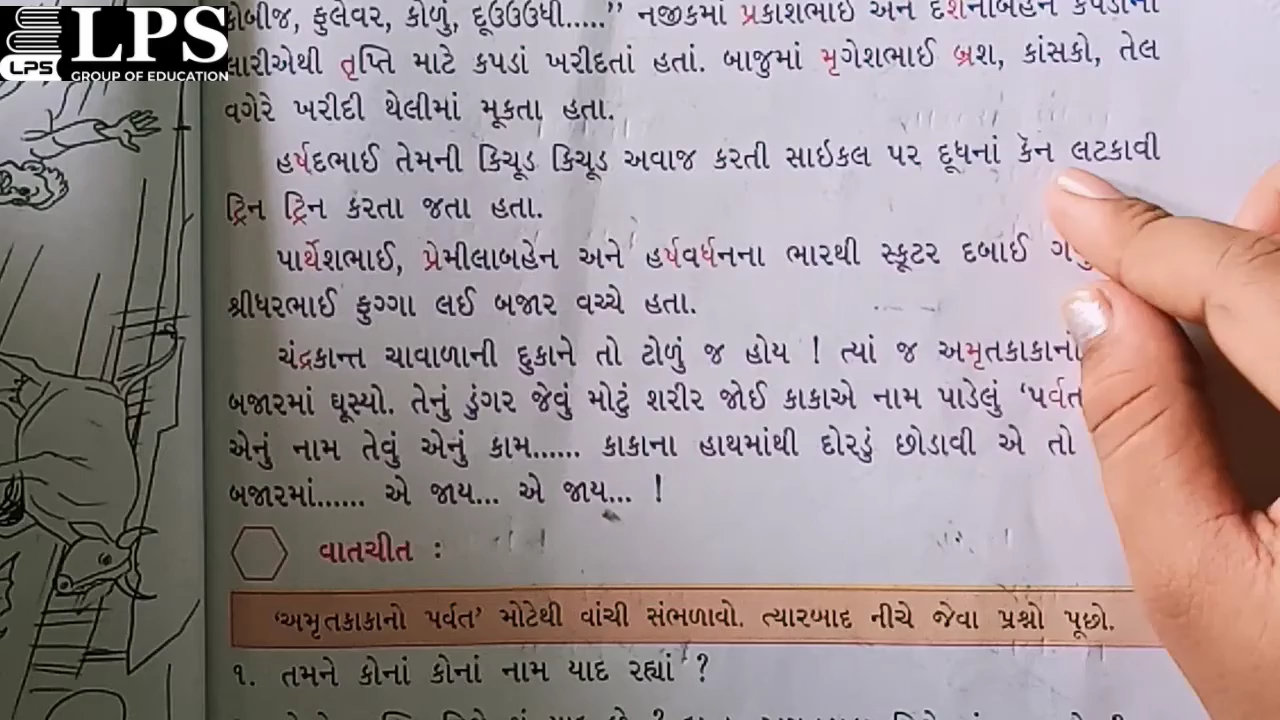 LPS
LPS
GROUP OF EDUCATION
કોબીજ, ફુલેવર, કોળું, દૂઉઉઉધી.....” નજીકમાં પ્રકાશભાઈ અને દર્શનાબહેન કપડાંની
લારીએથી તૃપ્તિ માટે કપડાં ખરીદતાં હતાં. બાજુમાં મૃગેશભાઈ બ્રશ, કાંસકો, તેલ
વગેરે ખરીદી થેલીમાં મૂકતા હતા.
હર્ષદભાઈ તેમની કિચૂડ કિચૂડ અવાજ કરતી સાઇકલ પર દૂધનાં કૅન લટકાવી
ટ્રિન ટ્રિન કરતા જતા હતા.
પાર્થેશભાઈ, પ્રેમીલાબહેન અને હર્ષવર્ધનના ભારથી સ્કૂટર દબાઈ
શ્રીધરભાઈ ફુગ્ગા લઈ બજાર વચ્ચે હતા.
ચંદ્રકાન્ત ચાવાળાની દુકાને તો ટોળું જ હોય ! ત્યાં જ અમૃતકાકાનો
બજારમાં ઘૂસ્યો. તેનું ડુંગર જેવું મોટું શરીર જોઈ કાકાએ નામ પાડેલું ‘પર્વત
એનું નામ તેવું એનું કામ...... કાકાના હાથમાંથી દોરડું છોડાવી એ તો
બજારમાં...... એ જાય... એ જાય... !
વાતચીત :
‘અમૃતકાકાનો પર્વત’ મોટેથી વાંચી સંભળાવો. ત્યારબાદ નીચે જેવા પ્રશ્નો પૂછો.
૧. તમને કોનાં કોનાં નામ યાદ રહ્યાં ?